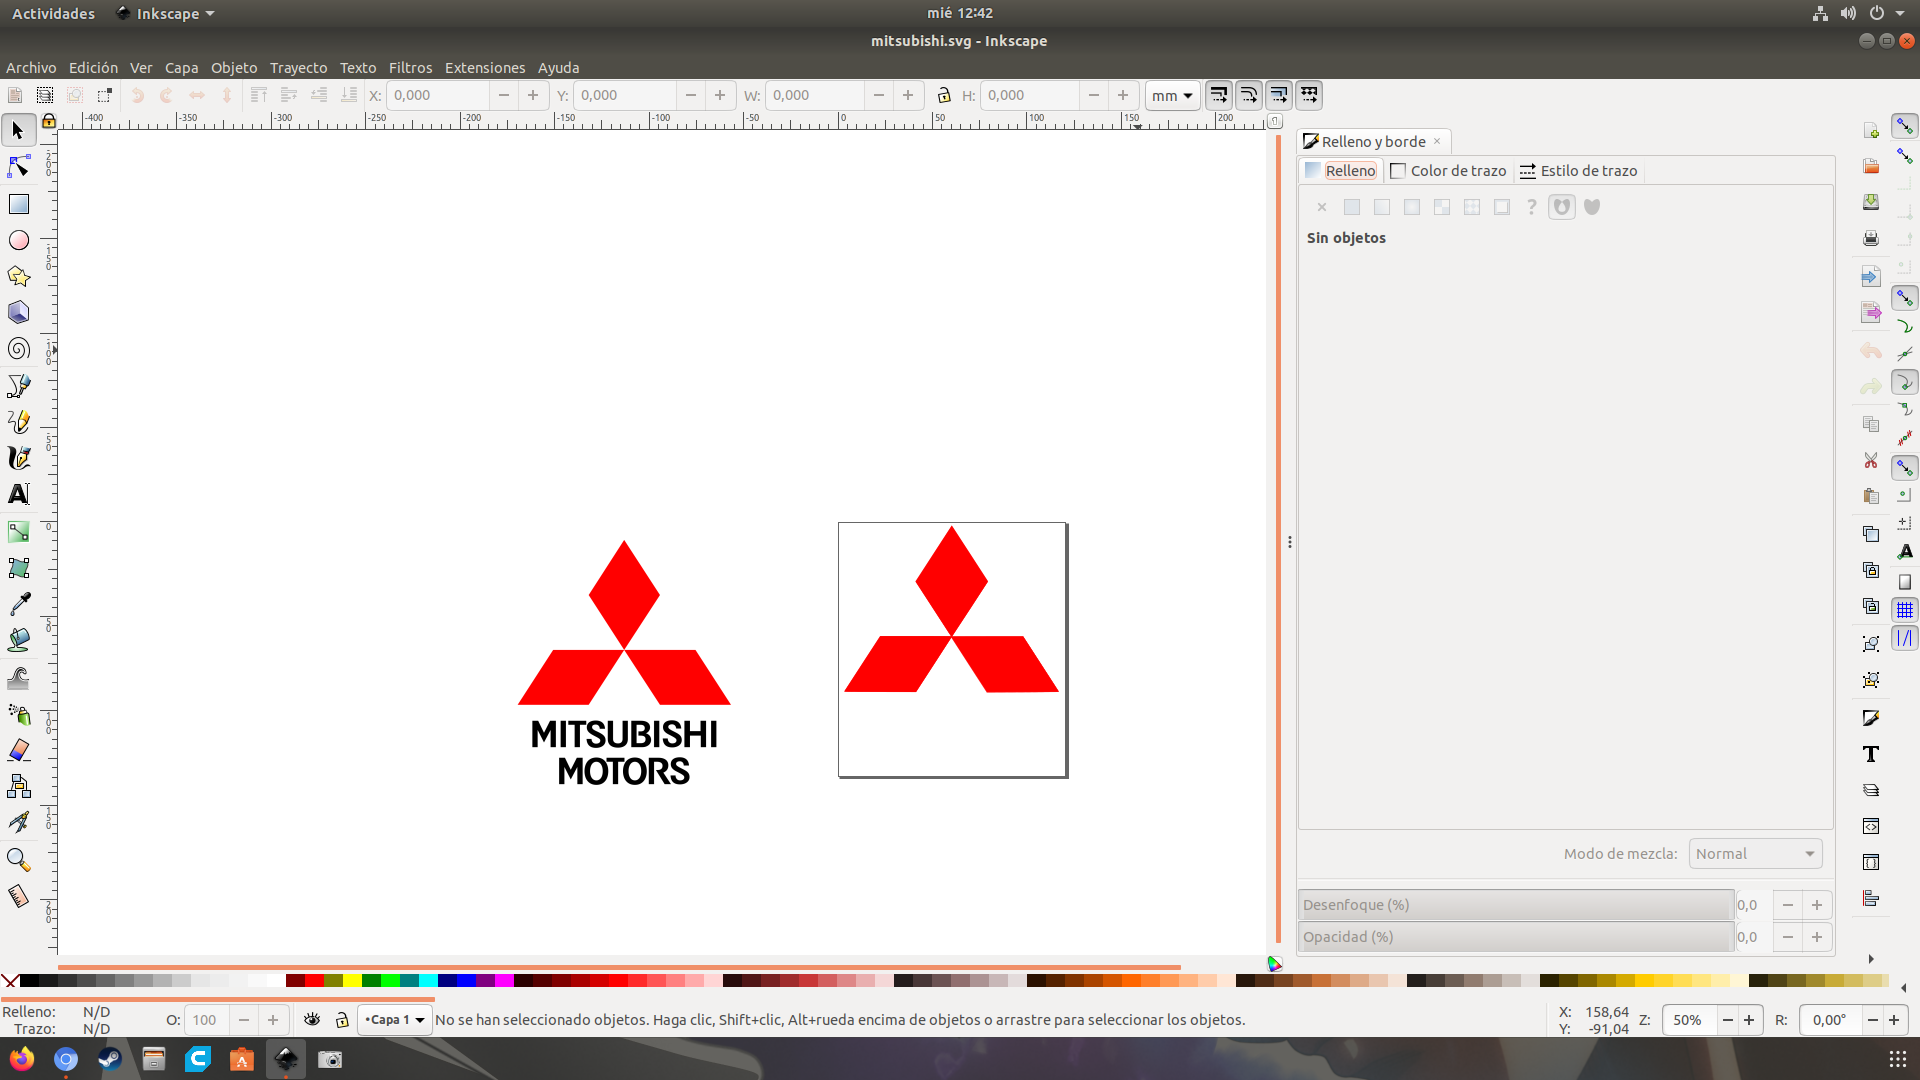 Actividades Inkscape mié 12:42
mitsubishi.svg - Inkscape
Archivo Edición Ver Capa Objeto Trayecto Texto Filtros Extensiones Ayuda
X: 0,000 Y: 0,000 W: 0,000 H: 0,000 mm
-400 -350 -300 -250 -200 -150 -100 -50 0 50 100 150 200
Relleno y borde
Relleno Color de trazo Estilo de trazo
?
Sin objetos
MITSUBISHI
MOTORS
Modo de mezcla: Normal
Desenfoque (%) 0,0
Opacidad (%) 0,0
Relleno: N/D
Trazo: N/D
O: 100
•Capa 1
No se han seleccionado objetos. Haga clic, Shift+clic, Alt+rueda encima de objetos o arrastre para seleccionar los objetos.
X: 158,64
Y: -91,04
Z: 50%
R: 0,00°